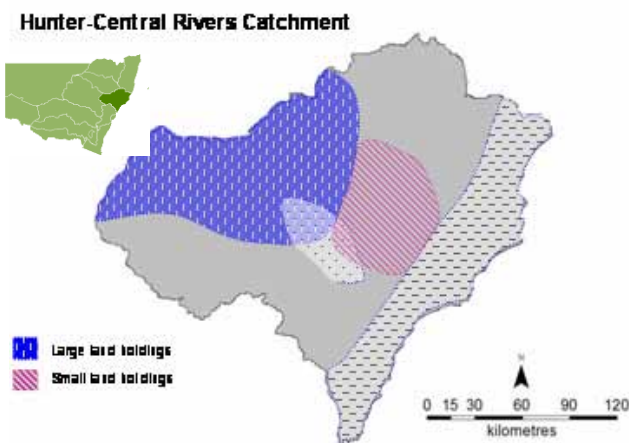 Hunter-Central Rivers Catchment
Large land holdings
Small land holdings
N
0 15 30 60 90 120
kilometres